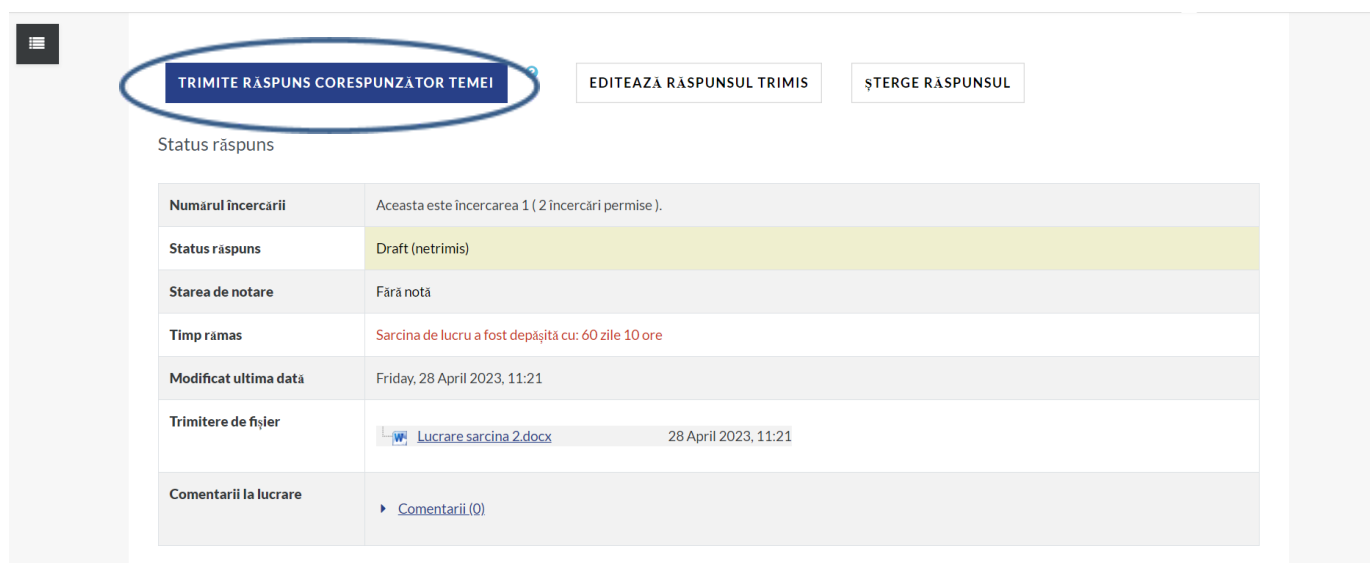 TRIMITE RĂSPUNS CORESPUNZĂTOR TEMEI EDITEAZĂ RĂSPUNSUL TRIMIS ȘTERGE RĂSPUNSUL
Status răspuns
Numărul încercării Aceasta este încercarea 1 ( 2 încercări permise ).
Status răspuns Draft (netrimis)
Starea de notare Fără notă
Timp rămas Sarcina de lucru a fost depășită cu: 60 zile 10 ore
Modificat ultima dată Friday, 28 April 2023, 11:21
Trimitere de fișier
Lucrare sarcina 2.docx 28 April 2023, 11:21
Comentarii la lucrare
Comentarii (0)